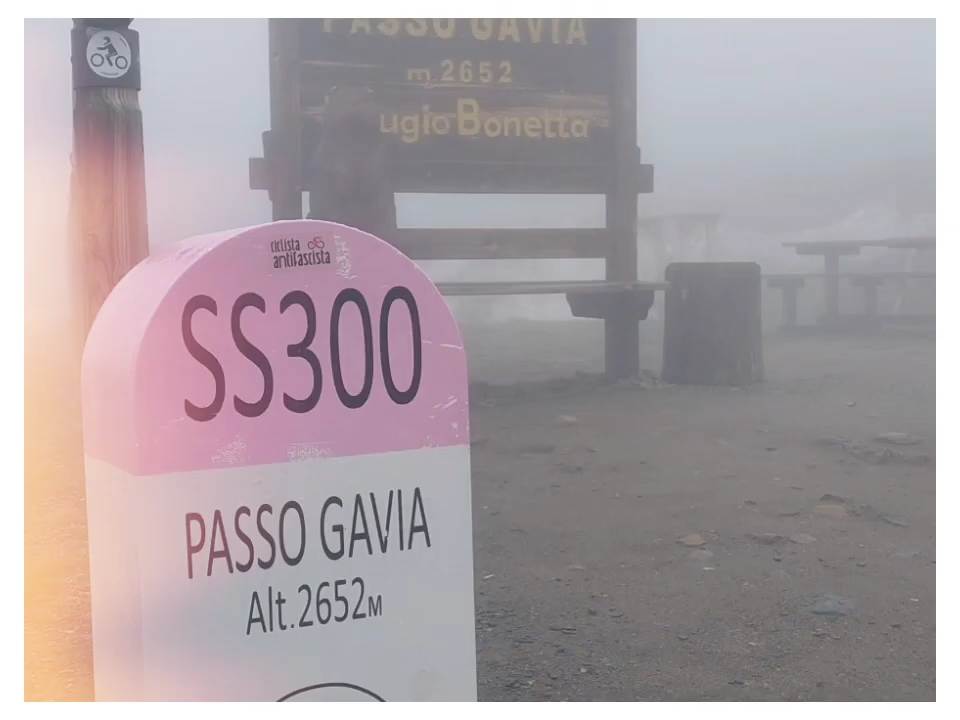 PASSO GAVIA
m 2652
ugio Bonetta
ciclista
antifascista
SS300
PASSO GAVIA
Alt.2652M